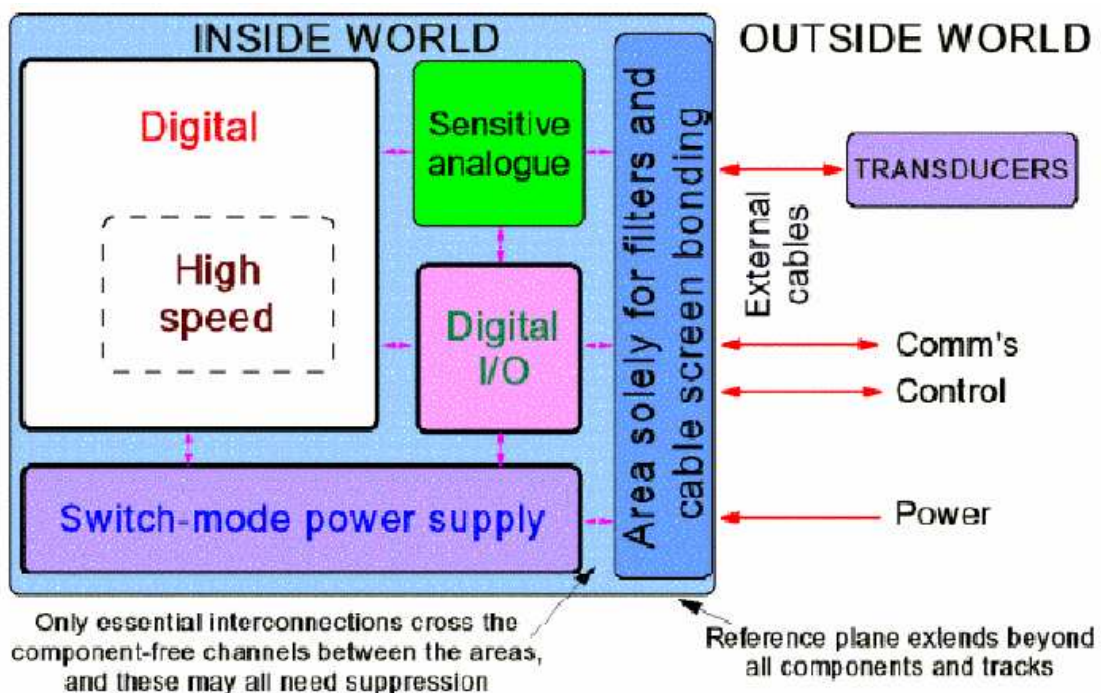 INSIDE WORLD
OUTSIDE WORLD
Digital
High
speed
Sensitive
analogue
Digital
I/O
Switch-mode power supply
Area solely for filters and
cable screen bonding
External
cables
TRANSDUCERS
Comm's
Control
Power
Only essential interconnections cross the
component-free channels between the areas,
and these may all need suppression
Reference plane extends beyond
all components and tracks